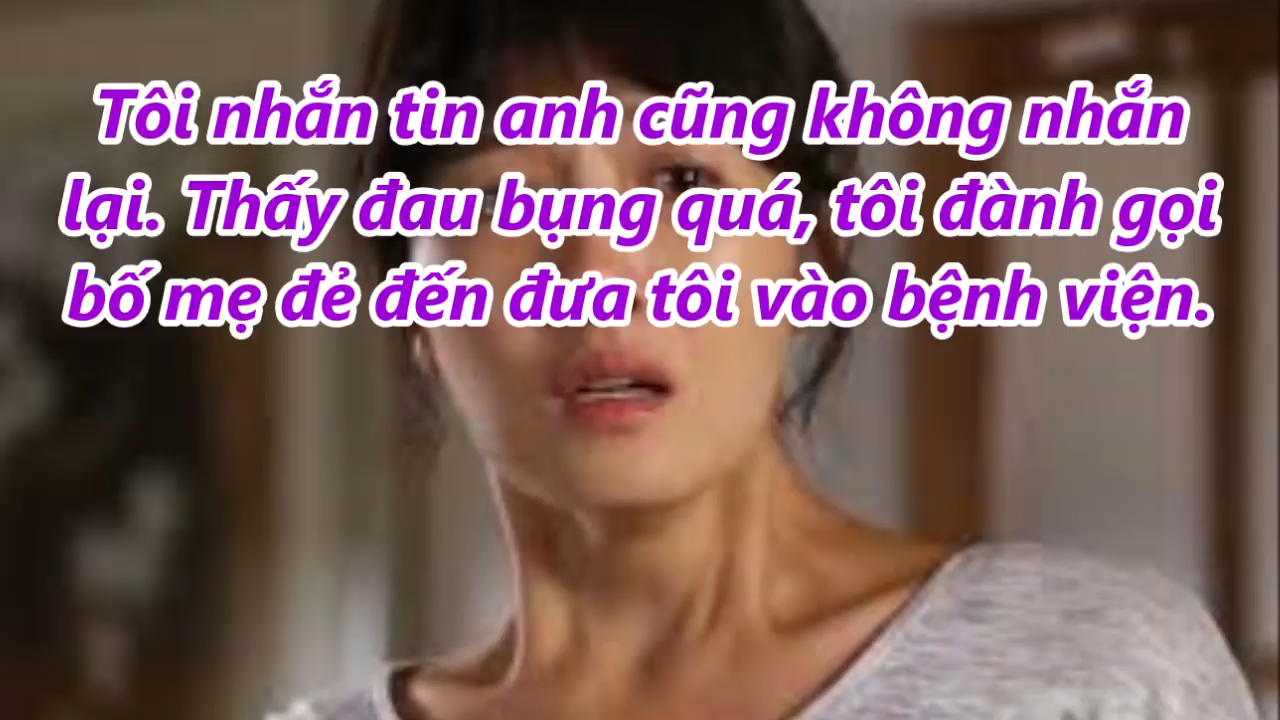 Tôi nhắn tin anh cũng không nhắn
lại. Thấy đau bụng quá, tôi đành gọi
bố mẹ đẻ đến đưa tôi vào bệnh viện.